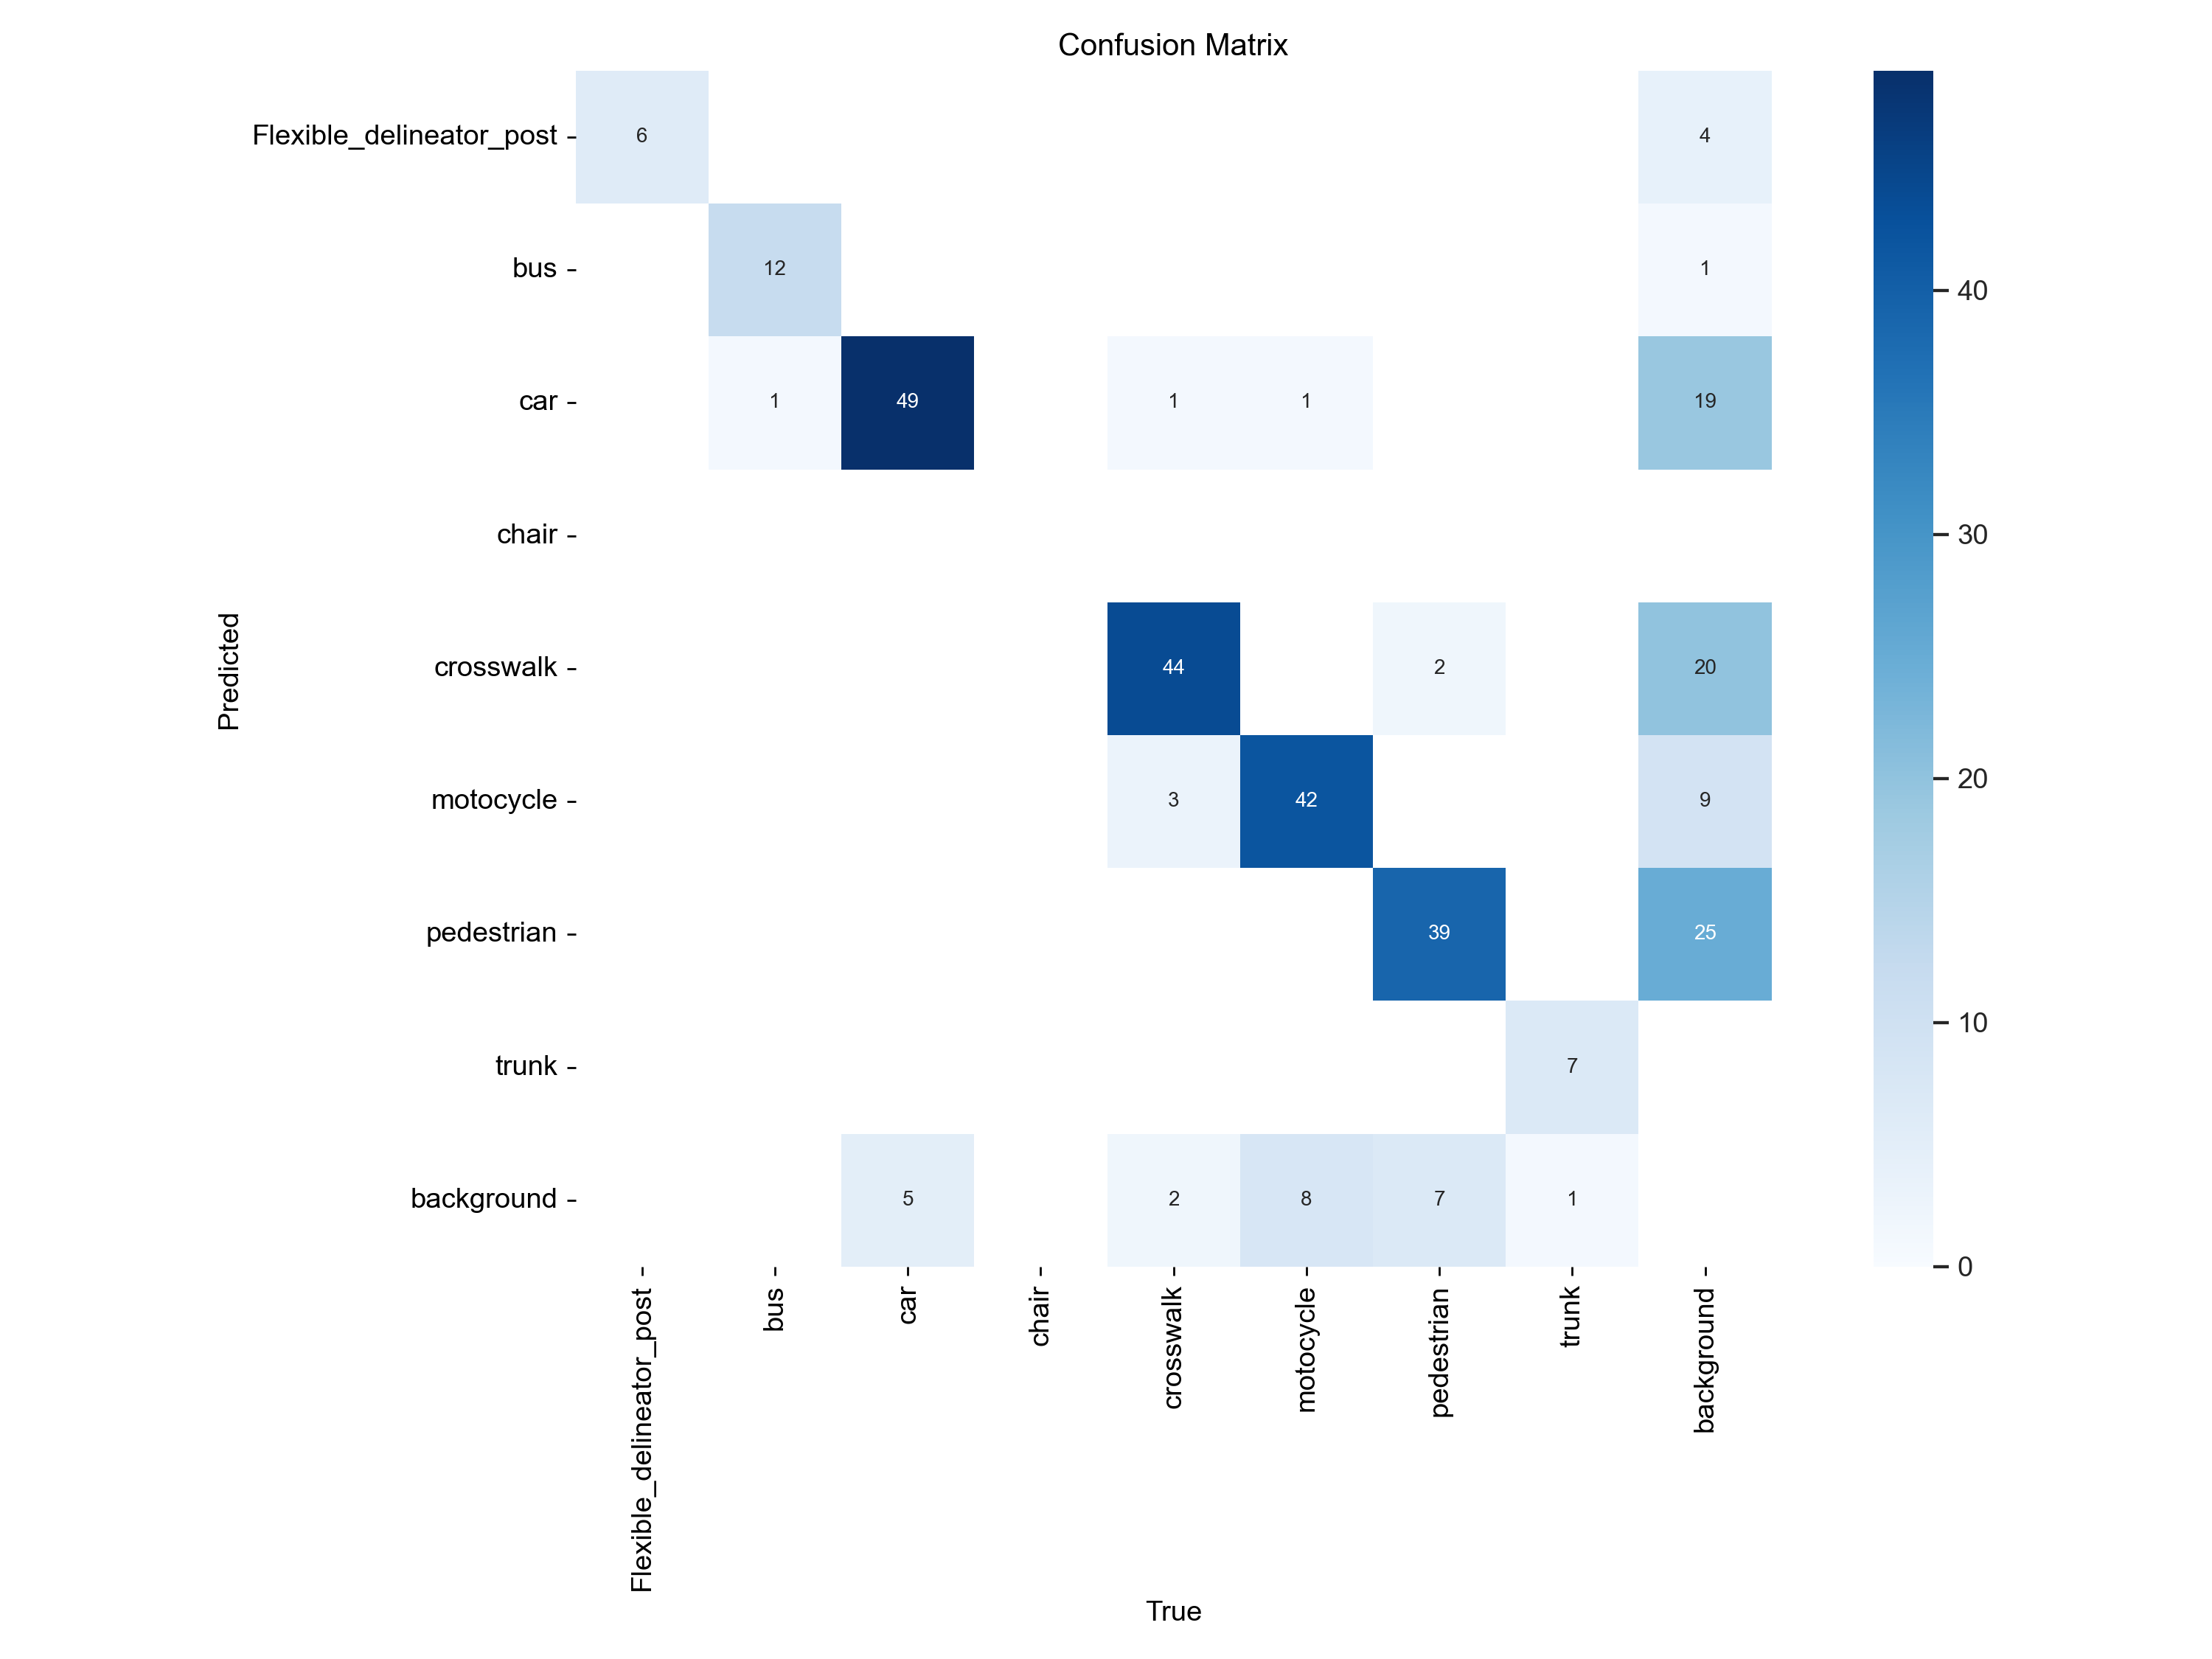 Confusion Matrix
Flexible_delineator_post 6 4
bus 12 1
40
car 1 49 1 1 19
chair
30
Predicted
crosswalk 44 2 20
motocycle 3 42 9
20
pedestrian 39 25
trunk 7
10
background 5 2 8 7 1
0
Flexible_delineator_post
bus
car
chair
crosswalk
motocycle
pedestrian
trunk
background
True